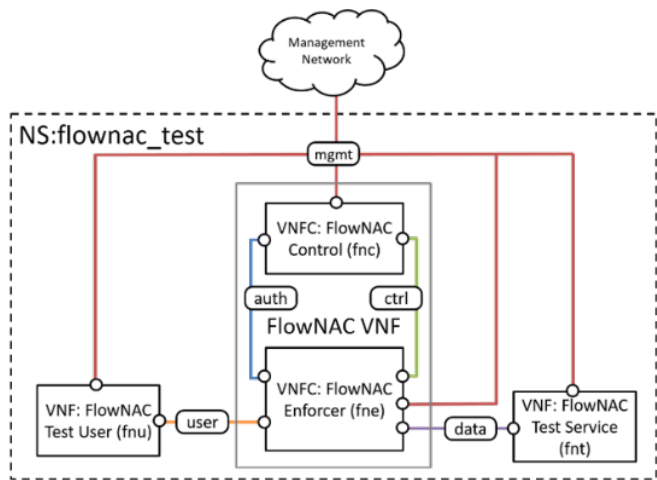 Management
Network
NS:flownac_test
mgmt
VNFC: FlowNAC
Control (fnc)
auth
ctrl
FlowNAC VNF
VNF: FlowNAC
Test User (fnu)
user
VNFC: FlowNAC
Enforcer (fne)
data
VNF: FlowNAC
Test Service
(fnt)